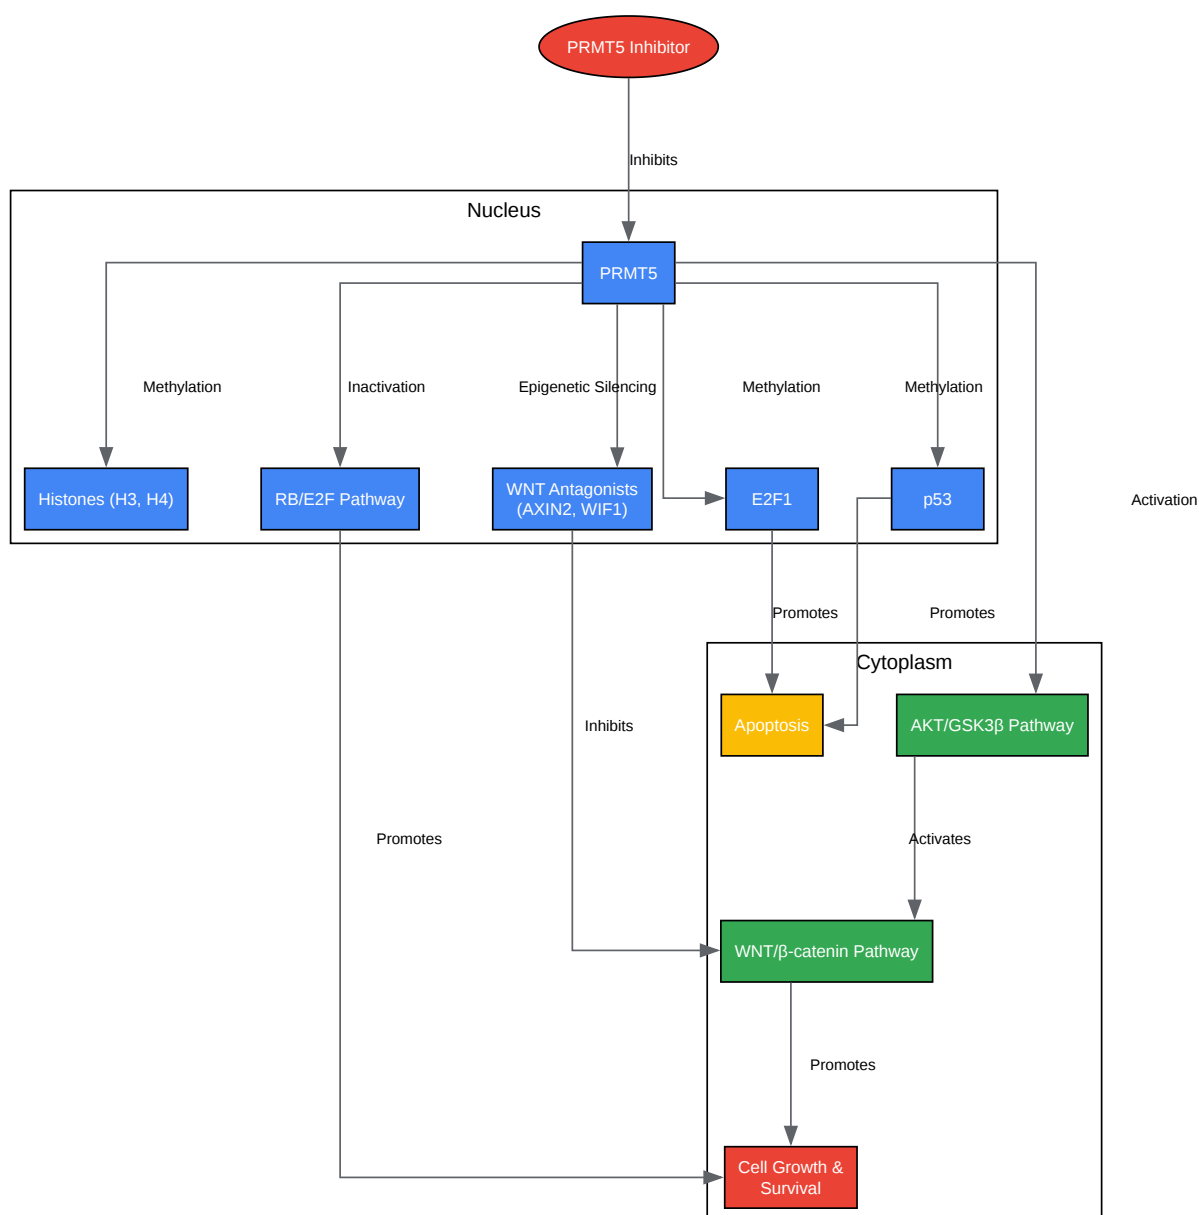 PRMT5 Inhibitor
Inhibits
Nucleus
PRMT5
Methylation
Inactivation
Epigenetic Silencing
Methylation
Methylation
Histones (H3, H4)
RB/E2F Pathway
WNT Antagonists
(AXIN2, WIF1)
E2F1
p53
Activation
Promotes
Promotes
Cytoplasm
Apoptosis
AKT/GSK3β Pathway
Inhibits
Promotes
Activates
WNT/β-catenin Pathway
Promotes
Cell Growth &
Survival